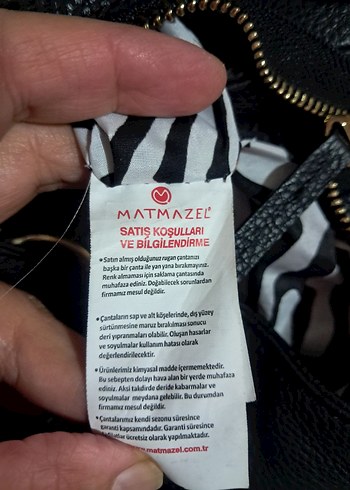 MATMAZEL
SATIŞ KOŞULLARI
VE BİLGİLENDİRME
• Satın almış olduğunuz rugan çantanızı
başka bir çanta ile yan yana bırakmayınız.
Renk almaması için saklama çantasında
muhafaza ediniz. Doğabilecek sorunlardan
firmamız mesul değildir.
• Çantaların sap ve alt köşelerinde, dış yüzey
sürtünmesine maruz bırakılması sonucu
deri yıpranmaları olabilir. Oluşan hasarlar
ve soyulmalar kullanım hatası olarak
değerlendirilecektir.
• Ürünlerimiz kimyasal madde içermemektedir.
Bu sebepten dolayı hava alan bir yerde muhafaza
ediniz. Aksi takdirde deride kabarmalar ve
soyulmalar meydana gelebilir. Bu durumdan
firmamız mesul değildir.
• Çantalarımız kendi sezonu süresince
garanti kapsamındadır. Garanti süresince
ücretsiz olarak yapılmaktadır.
matmazel.com.tr